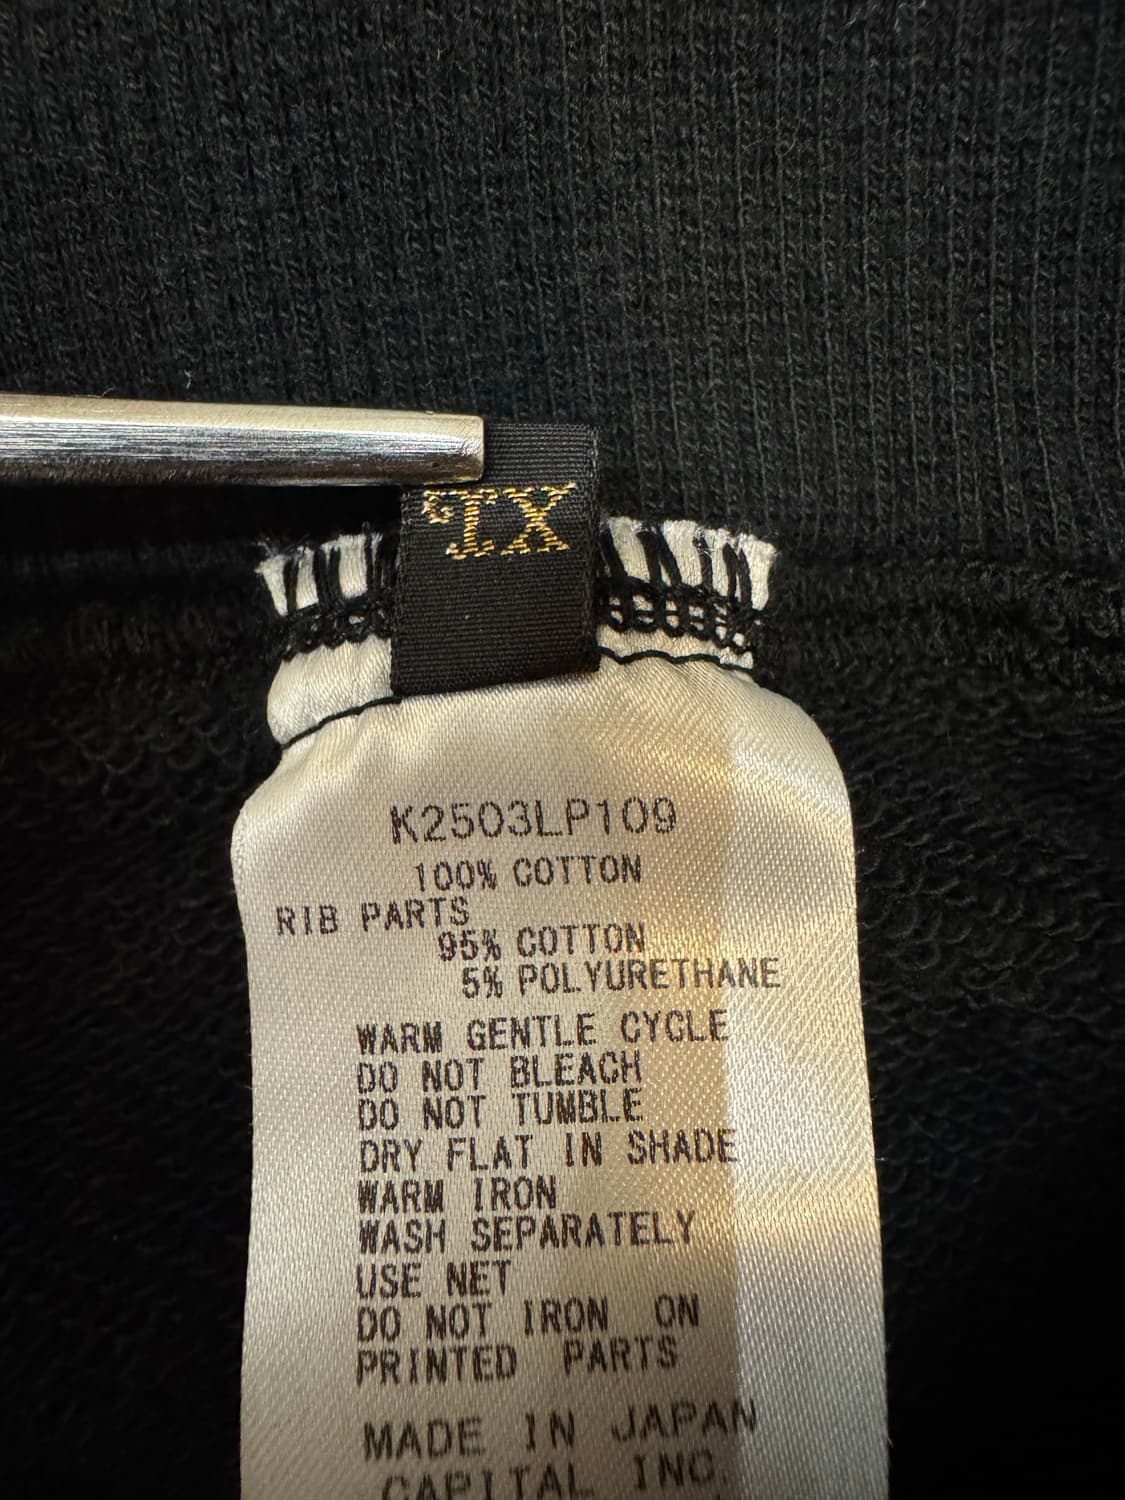 XL
K2503LP109
100% COTTON
RIB PARTS
95% COTTON
5% POLYURETHANE
WARM GENTLE CYCLE
DO NOT BLEACH
DO NOT TUMBLE
DRY FLAT IN SHADE
WARM IRON
WASH SEPARATELY
USE NET
DO NOT IRON ON
PRINTED PARTS
MADE IN JAPAN
CAPITAL INC.